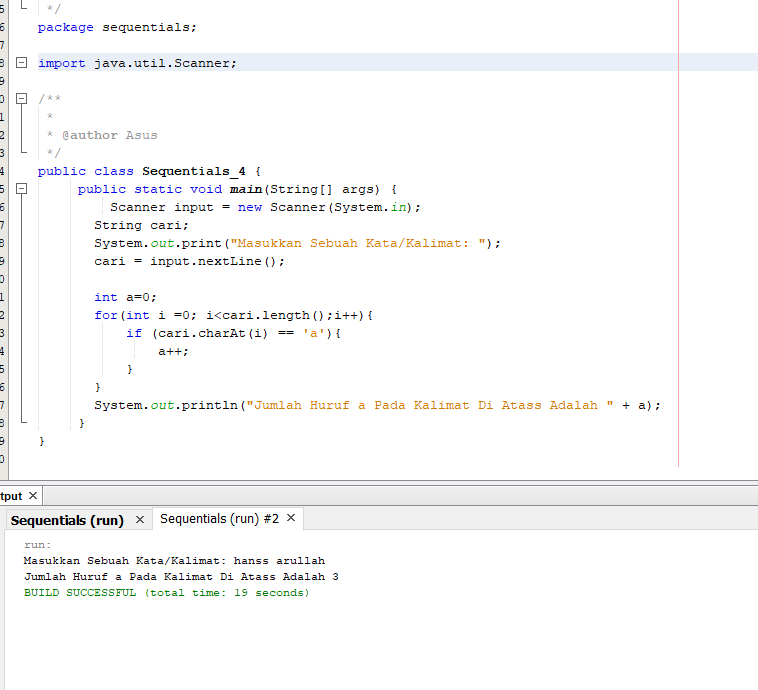 5 */
6 package sequentials;
7
8 import java.util.Scanner;
9
0 /**
1 *
2 * @author Asus
3 */
4 public class Sequentials_4 {
5 public static void main(String[] args) {
6 Scanner input = new Scanner(System.in);
7 String cari;
8 System.out.print("Masukkan Sebuah Kata/Kalimat: ");
9 cari = input.nextLine();
0
1 int a=0;
2 for(int i =0; i<cari.length();i++){
3 if (cari.charAt(i) == 'a'){
4 a++;
5 }
6 }
7 System.out.println("Jumlah Huruf a Pada Kalimat Di Atass Adalah " + a);
8 }
9 }
0
tput ×
Sequentials (run) × Sequentials (run) #2 ×
run:
Masukkan Sebuah Kata/Kalimat: hanss arullah
Jumlah Huruf a Pada Kalimat Di Atass Adalah 3
BUILD SUCCESSFUL (total time: 19 seconds)